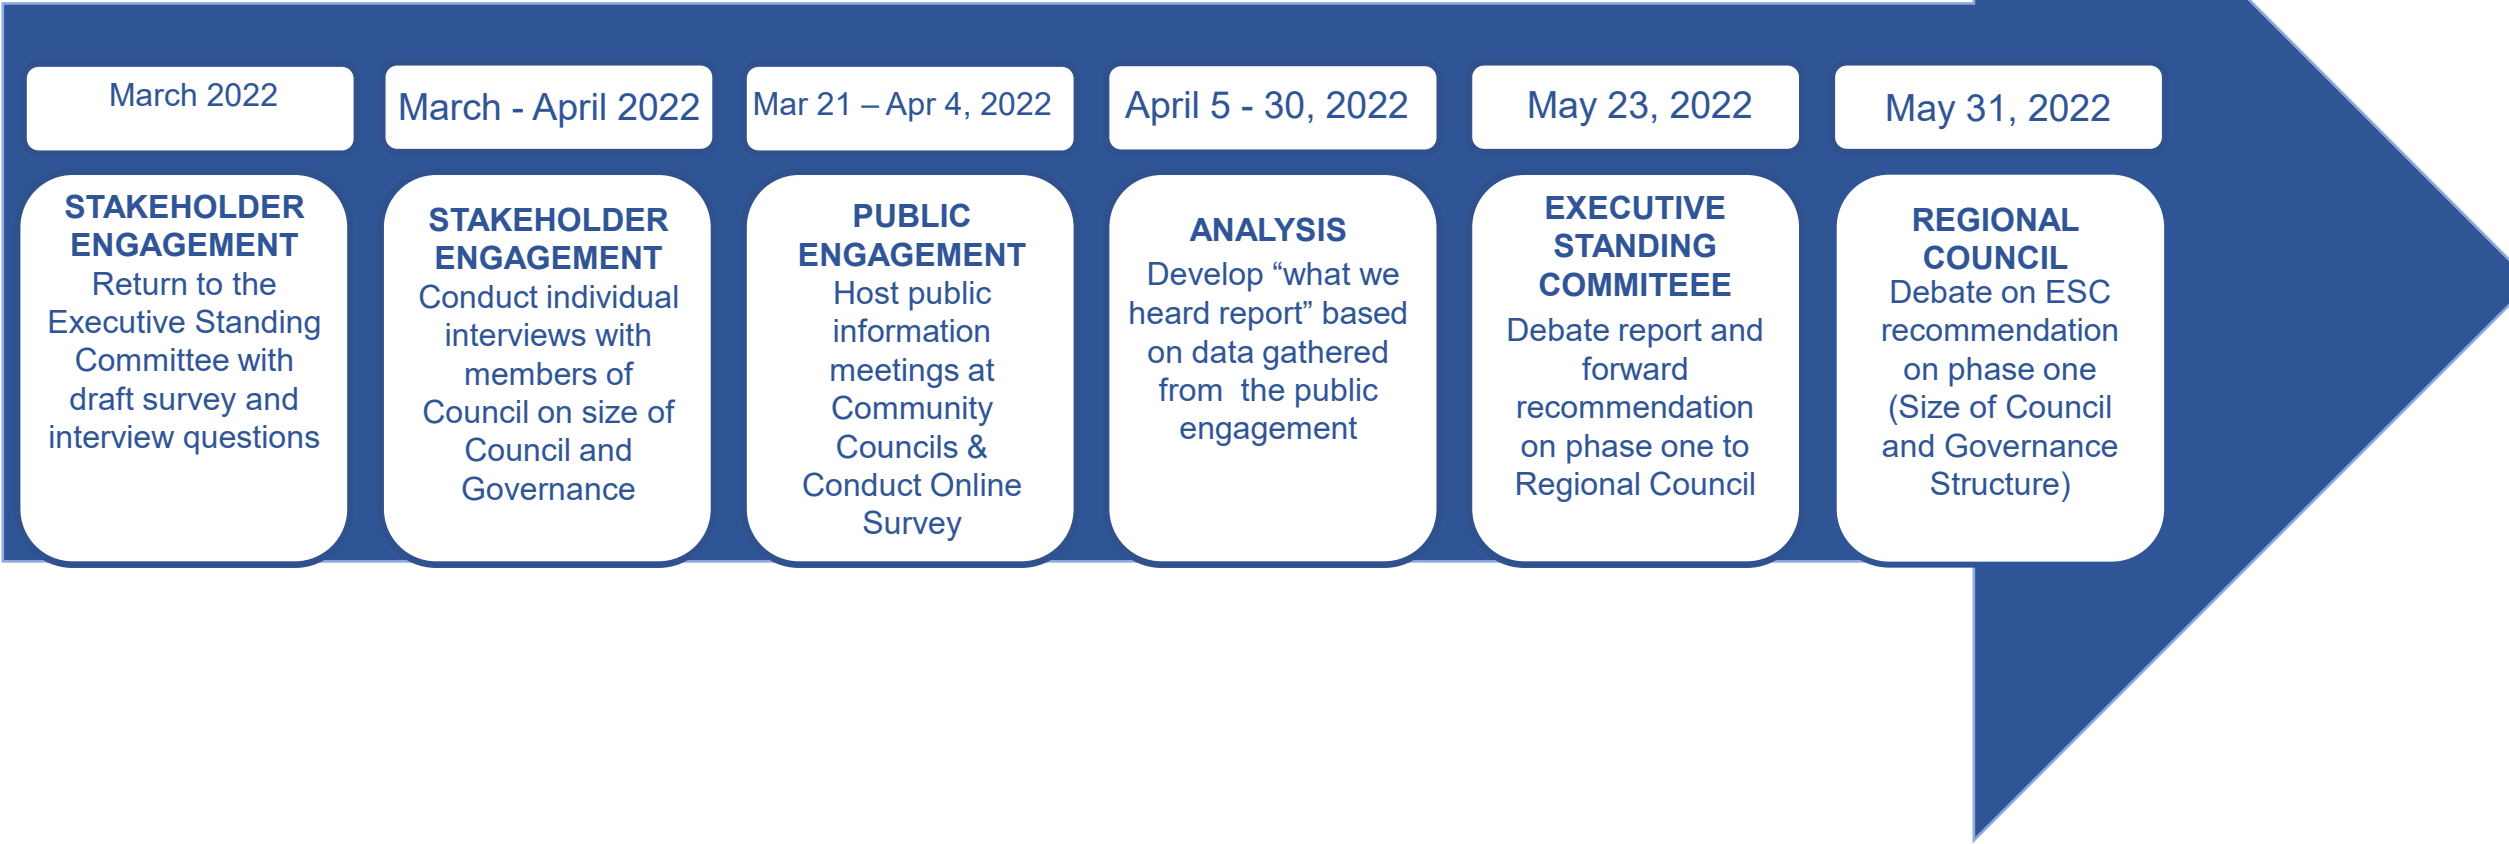 March 2022
STAKEHOLDER
ENGAGEMENT
Return to the
Executive Standing
Committee with
draft survey and
interview questions
March - April 2022
STAKEHOLDER
ENGAGEMENT
Conduct individual
interviews with
members of
Council on size of
Council and
Governance
Mar 21 – Apr 4, 2022
PUBLIC
ENGAGEMENT
Host public
information
meetings at
Community
Councils &
Conduct Online
Survey
April 5 - 30, 2022
ANALYSIS
Develop “what we
heard report” based
on data gathered
from  the public
engagement
May 23, 2022
EXECUTIVE
STANDING
COMMITEEE
Debate report and
forward
recommendation
on phase one to
Regional Council
May 31, 2022
REGIONAL
COUNCIL
Debate on ESC
recommendation
on phase one
(Size of Council
and Governance
Structure)